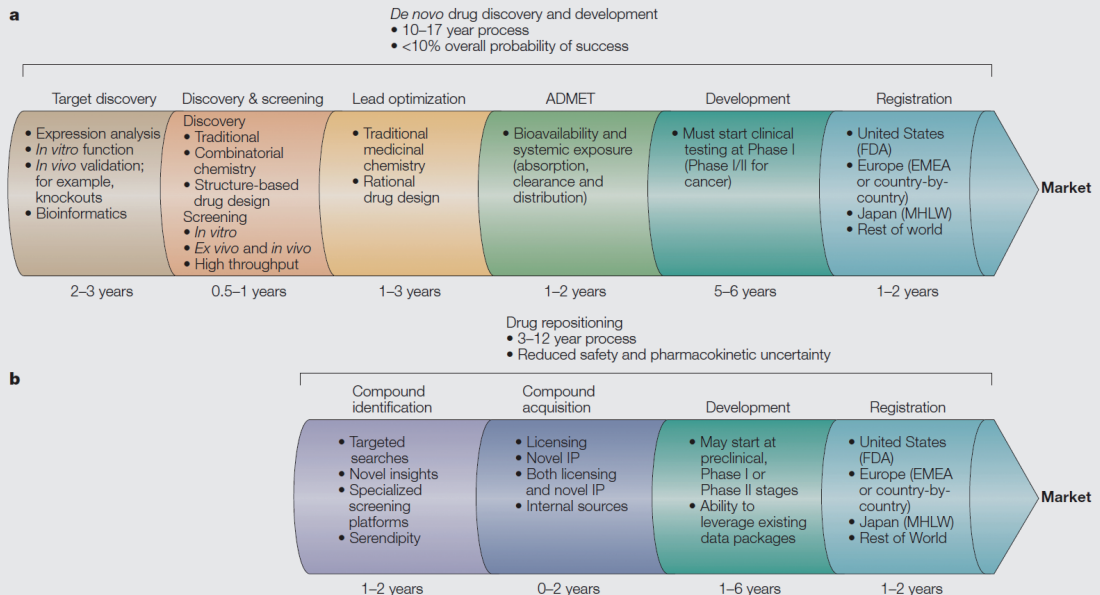 a
De novo drug discovery and development
• 10–17 year process
• <10% overall probability of success
Target discovery
• Expression analysis
• In vitro function
• In vivo validation;
for example,
knockouts
• Bioinformatics
2–3 years
Discovery & screening
Discovery
• Traditional
• Combinatorial
chemistry
• Structure-based
drug design
Screening
• In vitro
• Ex vivo and in vivo
• High throughput
0.5–1 years
Lead optimization
• Traditional
medicinal
chemistry
• Rational
drug design
1–3 years
ADMET
• Bioavailability and
systemic exposure
(absorption,
clearance and
distribution)
1–2 years
Development
• Must start clinical
testing at Phase I
(Phase I/II for
cancer)
5–6 years
Registration
• United States
(FDA)
• Europe (EMEA
or country-by-
country)
• Japan (MHLW)
• Rest of world
1–2 years
Market
b
Drug repositioning
• 3–12 year process
• Reduced safety and pharmacokinetic uncertainty
Compound
identification
• Targeted
searches
• Novel insights
• Specialized
screening
platforms
• Serendipity
1–2 years
Compound
acquisition
• Licensing
• Novel IP
• Both licensing
and novel IP
• Internal sources
0–2 years
Development
• May start at
preclinical,
Phase I or
Phase II stages
• Ability to
leverage existing
data packages
1–6 years
Registration
• United States
(FDA)
• Europe (EMEA
or country-by-
country)
• Japan (MHLW)
• Rest of World
1–2 years
Market